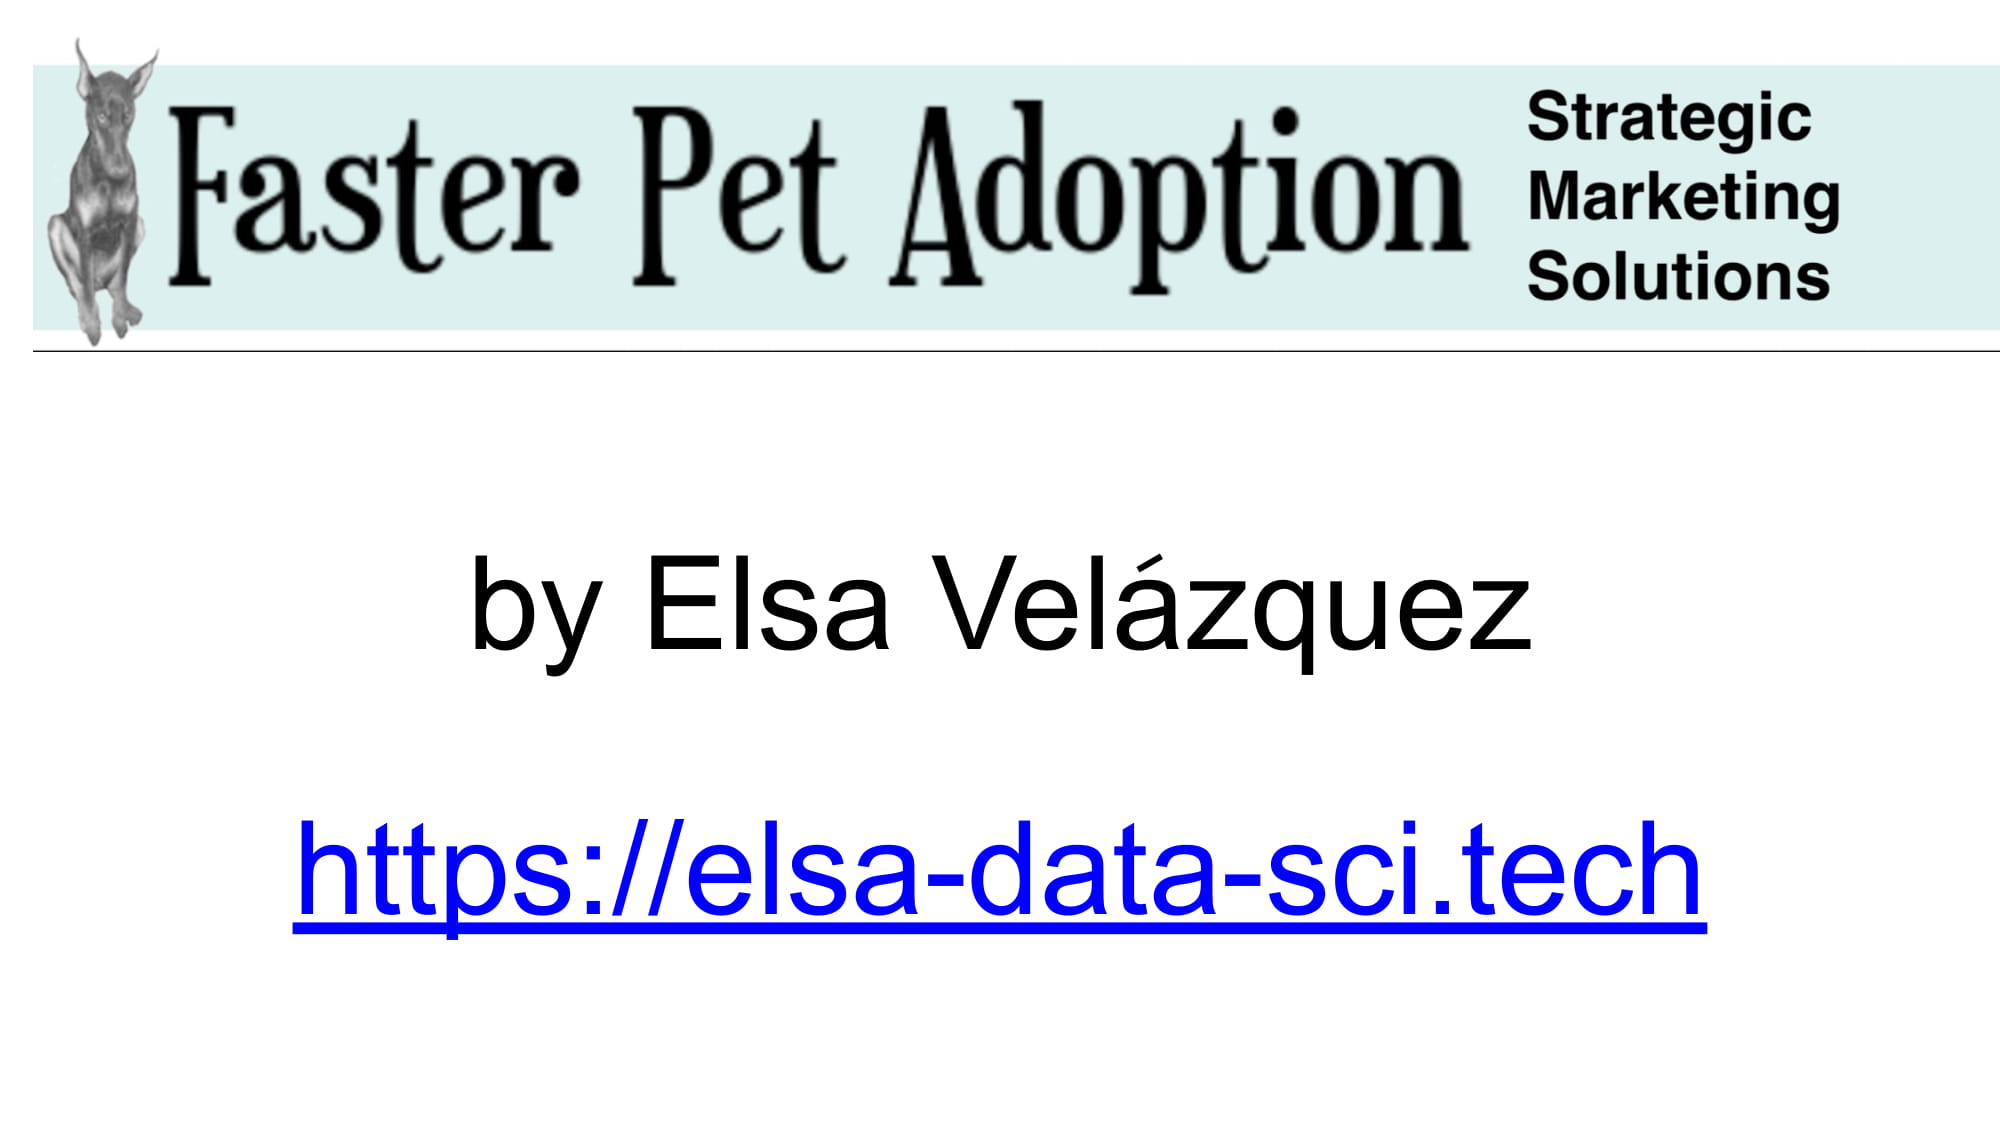 Faster Pet Adoption
Strategic
Marketing
Solutions
by Elsa Velázquez
https://elsa-data-sci.tech